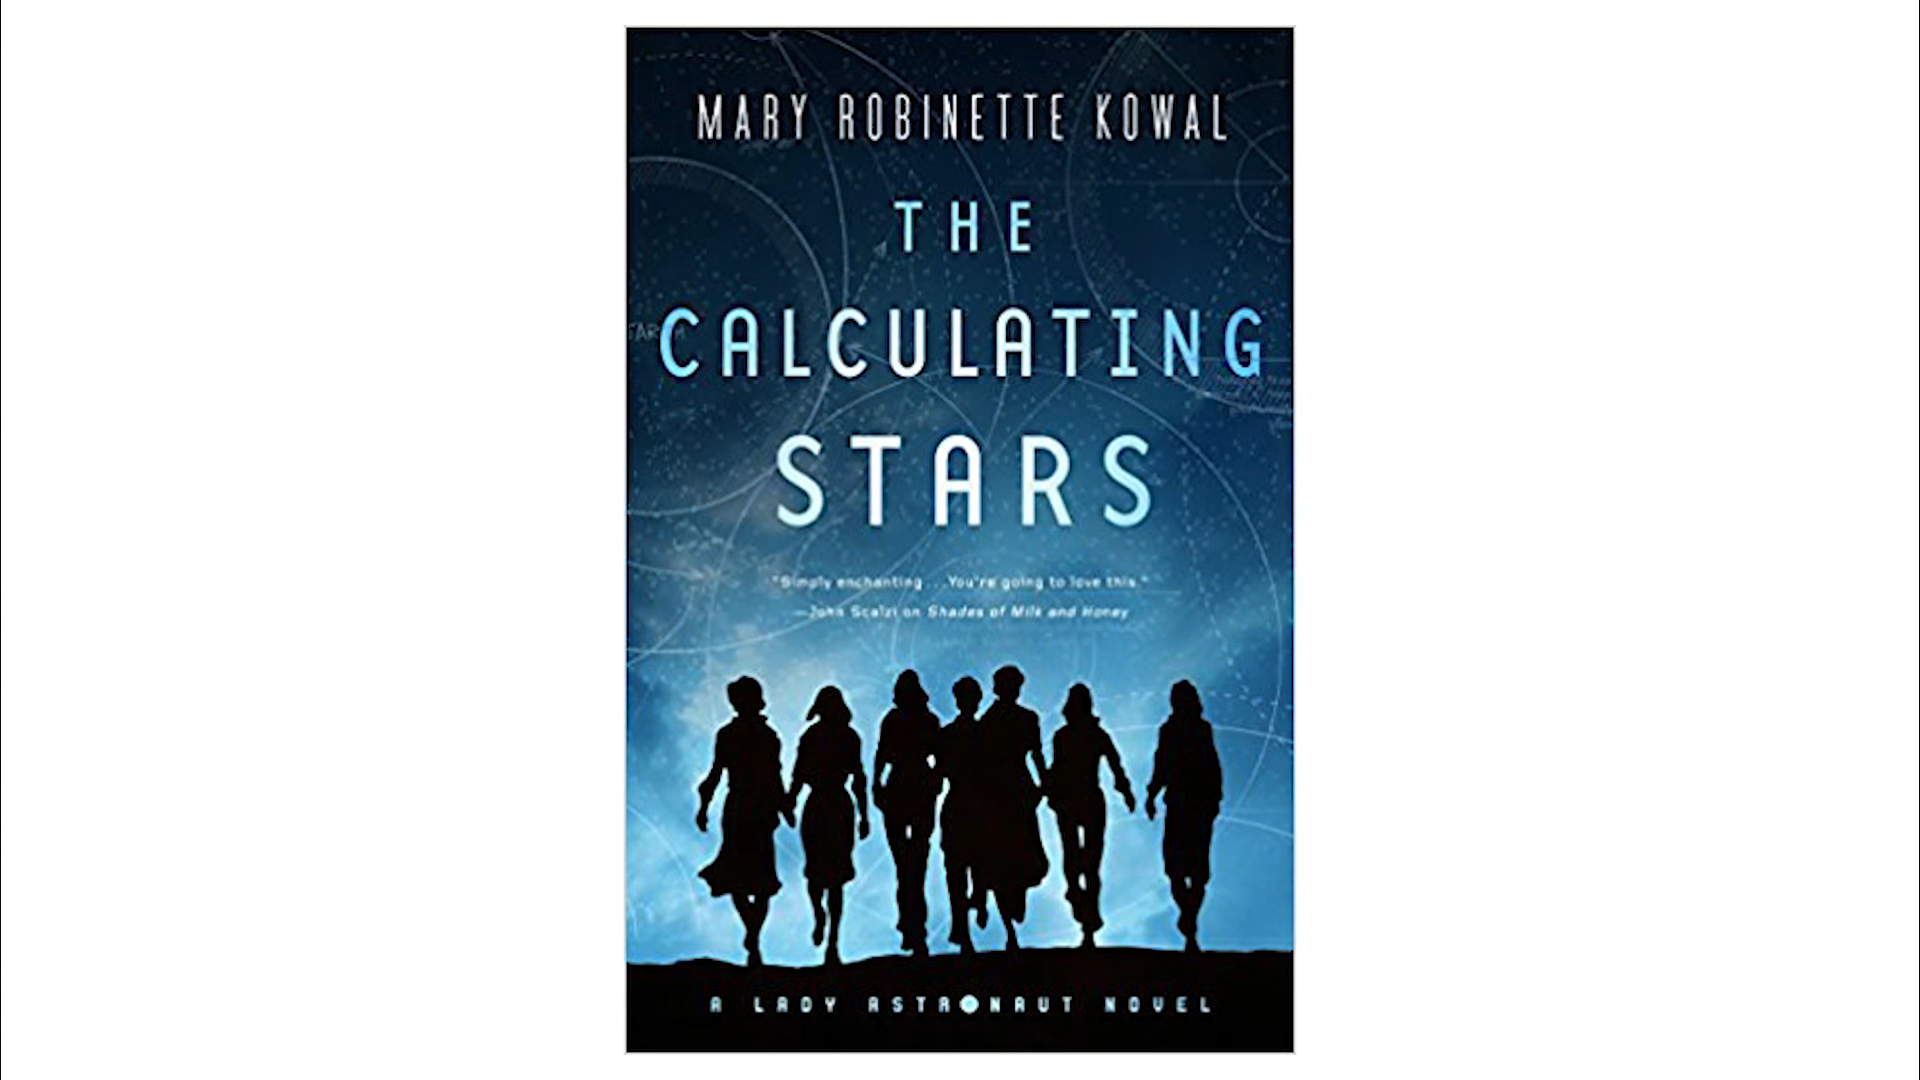 MARY ROBINETTE KOWAL
THE
CALCULATING
STARS
"Simply enchanting...You're going to love this."
—John Scalzi on Shades of Milk and Honey
A LADY ASTRONAUT NOVEL